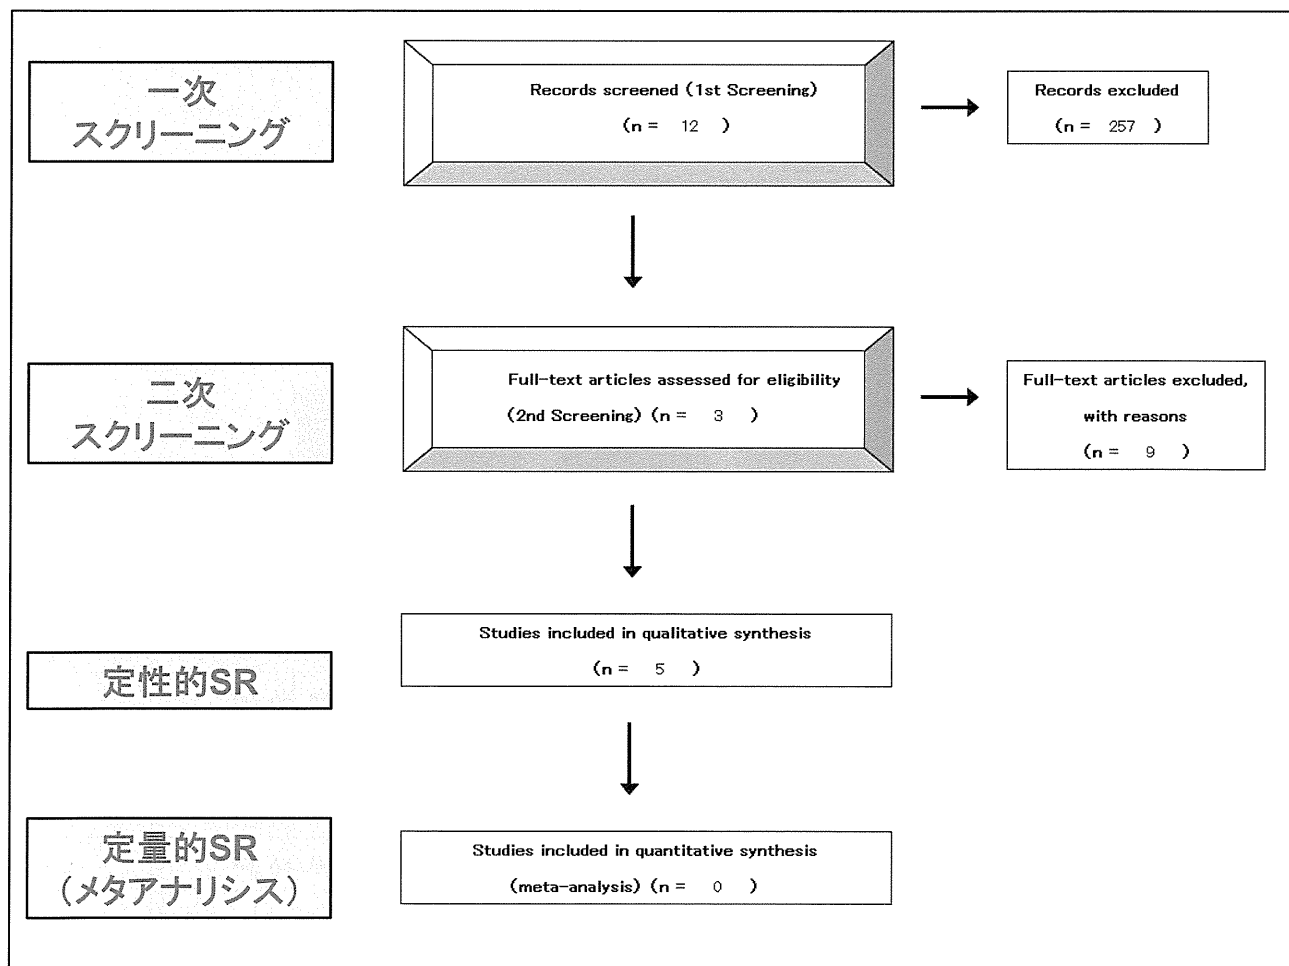 一次
スクリーニング
Records screened (1st Screening)
(n = 12 )
Records excluded
(n = 257 )
二次
スクリーニング
Full-text articles assessed for eligibility
(2nd Screening) (n = 3 )
Full-text articles excluded,
with reasons
(n = 9 )
定性的SR
Studies included in qualitative synthesis
(n = 5 )
定量的SR
(メタアナリシス)
Studies included in quantitative synthesis
(meta-analysis) (n = 0 )